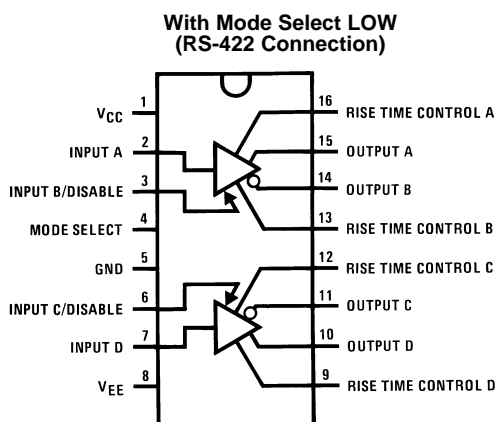 With Mode Select LOW
(RS-422 Connection)
1 VCC
2 INPUT A
3 INPUT B/DISABLE
4 MODE SELECT
5 GND
6 INPUT C/DISABLE
7 INPUT D
8 VEE
16 RISE TIME CONTROL A
15 OUTPUT A
14 OUTPUT B
13 RISE TIME CONTROL B
12 RISE TIME CONTROL C
11 OUTPUT C
10 OUTPUT D
9 RISE TIME CONTROL D